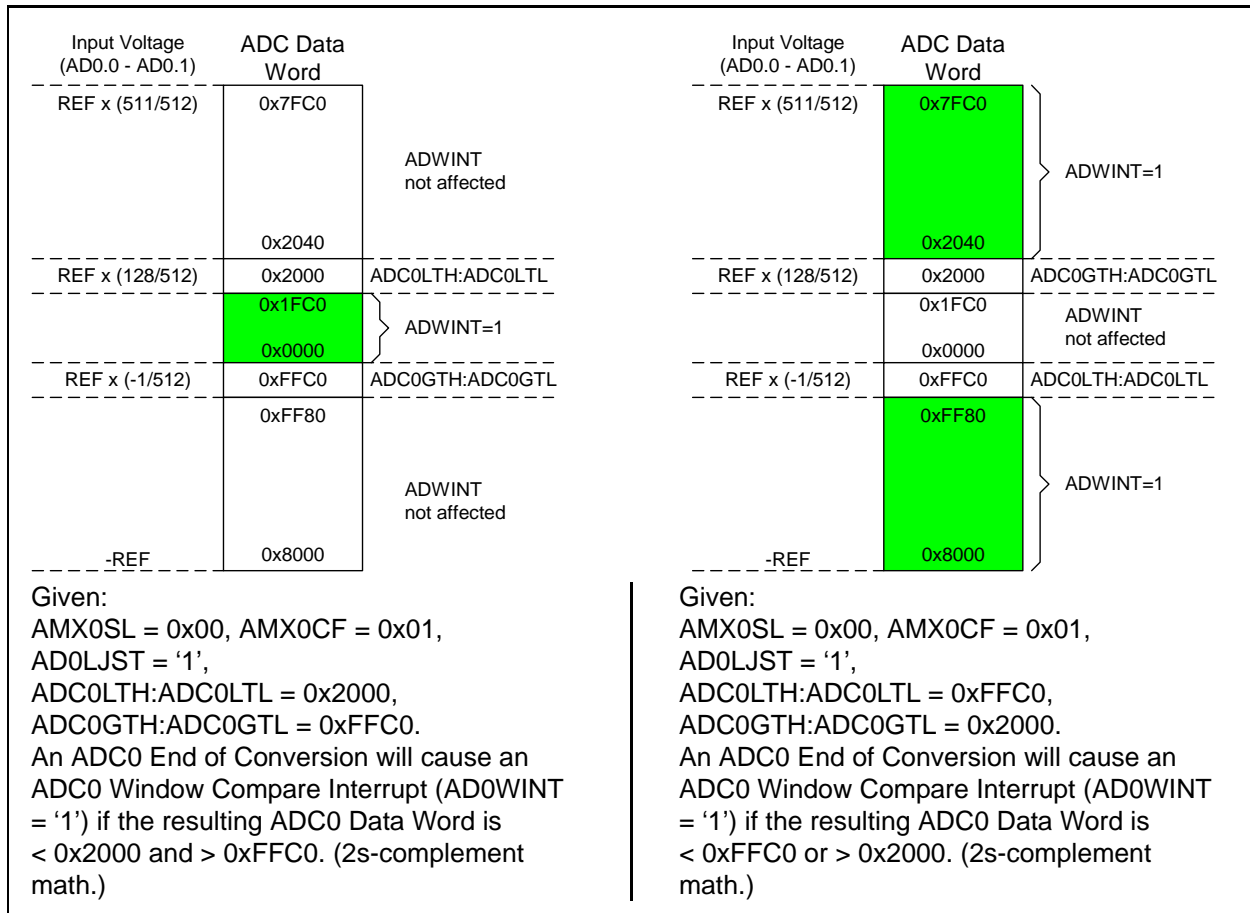 Input Voltage
(AD0.0 - AD0.1)
ADC Data
Word
REF x (511/512)
0x7FC0
ADWINT
not affected
0x2040
REF x (128/512)
0x2000
ADC0LTH:ADC0LTL
0x1FC0
ADWINT=1
0x0000
REF x (-1/512)
0xFFC0
ADC0GTH:ADC0GTL
0xFF80
ADWINT
not affected
-REF
0x8000
Given:
AMX0SL = 0x00, AMX0CF = 0x01,
AD0LJST = ‘1’,
ADC0LTH:ADC0LTL = 0x2000,
ADC0GTH:ADC0GTL = 0xFFC0.
An ADC0 End of Conversion will cause an
ADC0 Window Compare Interrupt (AD0WINT
= ‘1’) if the resulting ADC0 Data Word is
< 0x2000 and > 0xFFC0. (2s-complement
math.)
Input Voltage
(AD0.0 - AD0.1)
ADC Data
Word
REF x (511/512)
0x7FC0
ADWINT=1
0x2040
REF x (128/512)
0x2000
ADC0GTH:ADC0GTL
0x1FC0
ADWINT
not affected
0x0000
REF x (-1/512)
0xFFC0
ADC0LTH:ADC0LTL
0xFF80
ADWINT=1
-REF
0x8000
Given:
AMX0SL = 0x00, AMX0CF = 0x01,
AD0LJST = ‘1’,
ADC0LTH:ADC0LTL = 0xFFC0,
ADC0GTH:ADC0GTL = 0x2000.
An ADC0 End of Conversion will cause an
ADC0 Window Compare Interrupt (AD0WINT
= ‘1’) if the resulting ADC0 Data Word is
< 0xFFC0 or > 0x2000. (2s-complement
math.)